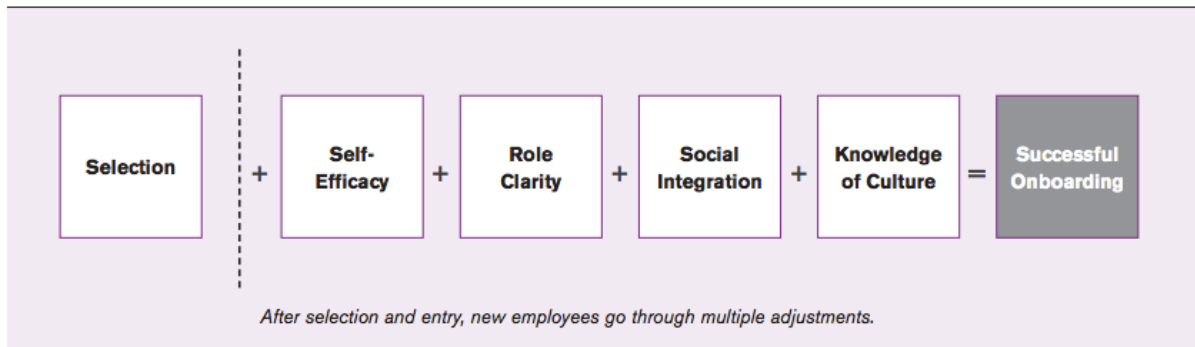 Selection
+
Self-
Efficacy
+
Role
Clarity
+
Social
Integration
+
Knowledge
of Culture
=
Successful
Onboarding
After selection and entry, new employees go through multiple adjustments.